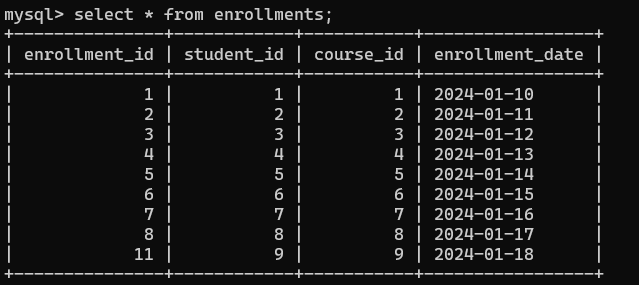 mysql> select * from enrollments;
+---------------+------------+-----------+-----------------+
| enrollment_id | student_id | course_id | enrollment_date |
+---------------+------------+-----------+-----------------+
|             1 |          1 |         1 | 2024-01-10      |
|             2 |          2 |         2 | 2024-01-11      |
|             3 |          3 |         3 | 2024-01-12      |
|             4 |          4 |         4 | 2024-01-13      |
|             5 |          5 |         5 | 2024-01-14      |
|             6 |          6 |         6 | 2024-01-15      |
|             7 |          7 |         7 | 2024-01-16      |
|             8 |          8 |         8 | 2024-01-17      |
|            11 |          9 |         9 | 2024-01-18      |
+---------------+------------+-----------+-----------------+